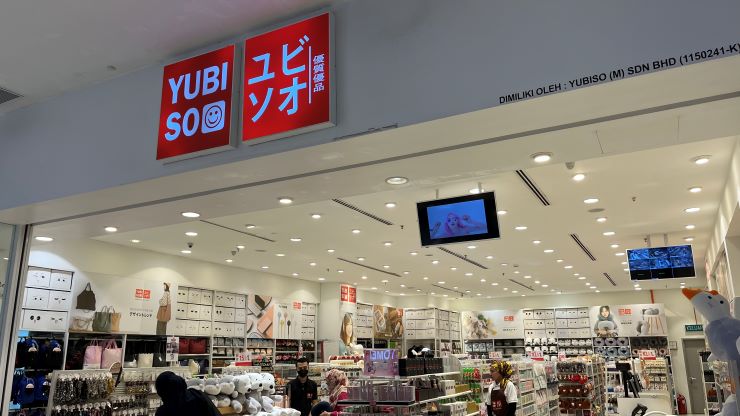 YUBI
SO
ユビ
ソオ
優質優品
DIMILIKI OLEH : YUBISO (M) SDN BHD (1150241-K)